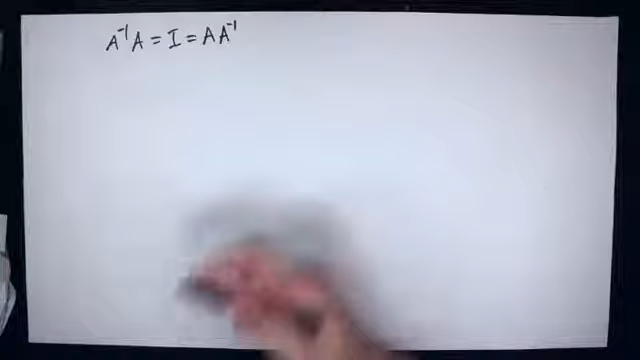 A⁻¹A = I = AA⁻¹